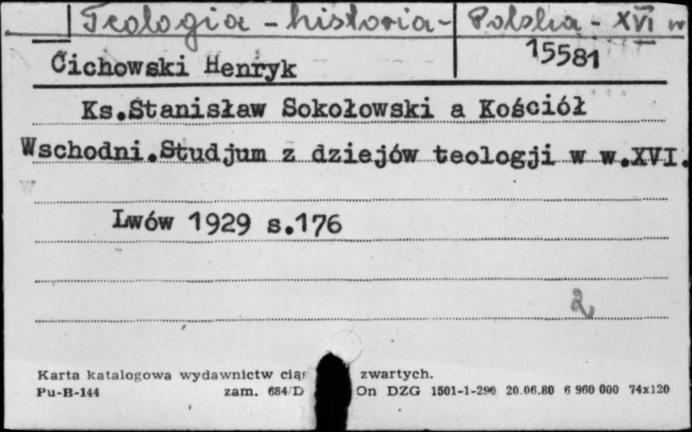 Teologia - historia - Polska - XVI w
Cichowski Henryk 15581
Ks.Stanisław Sokołowski a Kościół
Wschodni.Studjum z dziejów teologji w w.XVI.
Lwów 1929 s.176
2
Karta katalogowa wydawnictw zwartych.
Pu-B-144 zam. 684/D On DZG 1501-1-290 20.06.80 6 960 000 74x120